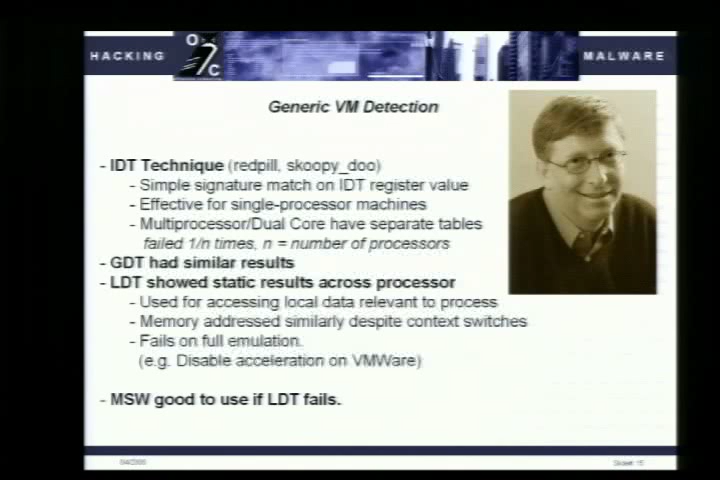 HACKING
O
C
MALWARE
Generic VM Detection
- IDT Technique (redpill, skoopy_doo)
- Simple signature match on IDT register value
- Effective for single-processor machines
- Multiprocessor/Dual Core have separate tables
failed 1/n times, n = number of processors
- GDT had similar results
- LDT showed static results across processor
- Used for accessing local data relevant to process
- Memory addressed similarly despite context switches
- Fails on full emulation.
(e.g. Disable acceleration on VMWare)
- MSW good to use if LDT fails.